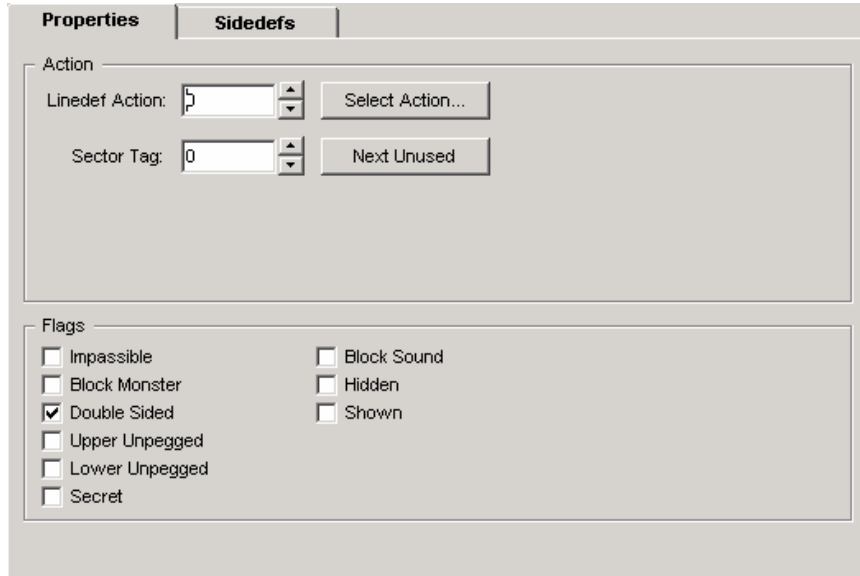 Properties Sidedefs
Action
Linedef Action: Select Action...
Sector Tag: 0 Next Unused
Flags
Impassible Block Sound
Block Monster Hidden
Double Sided Shown
Upper Unpegged
Lower Unpegged
Secret